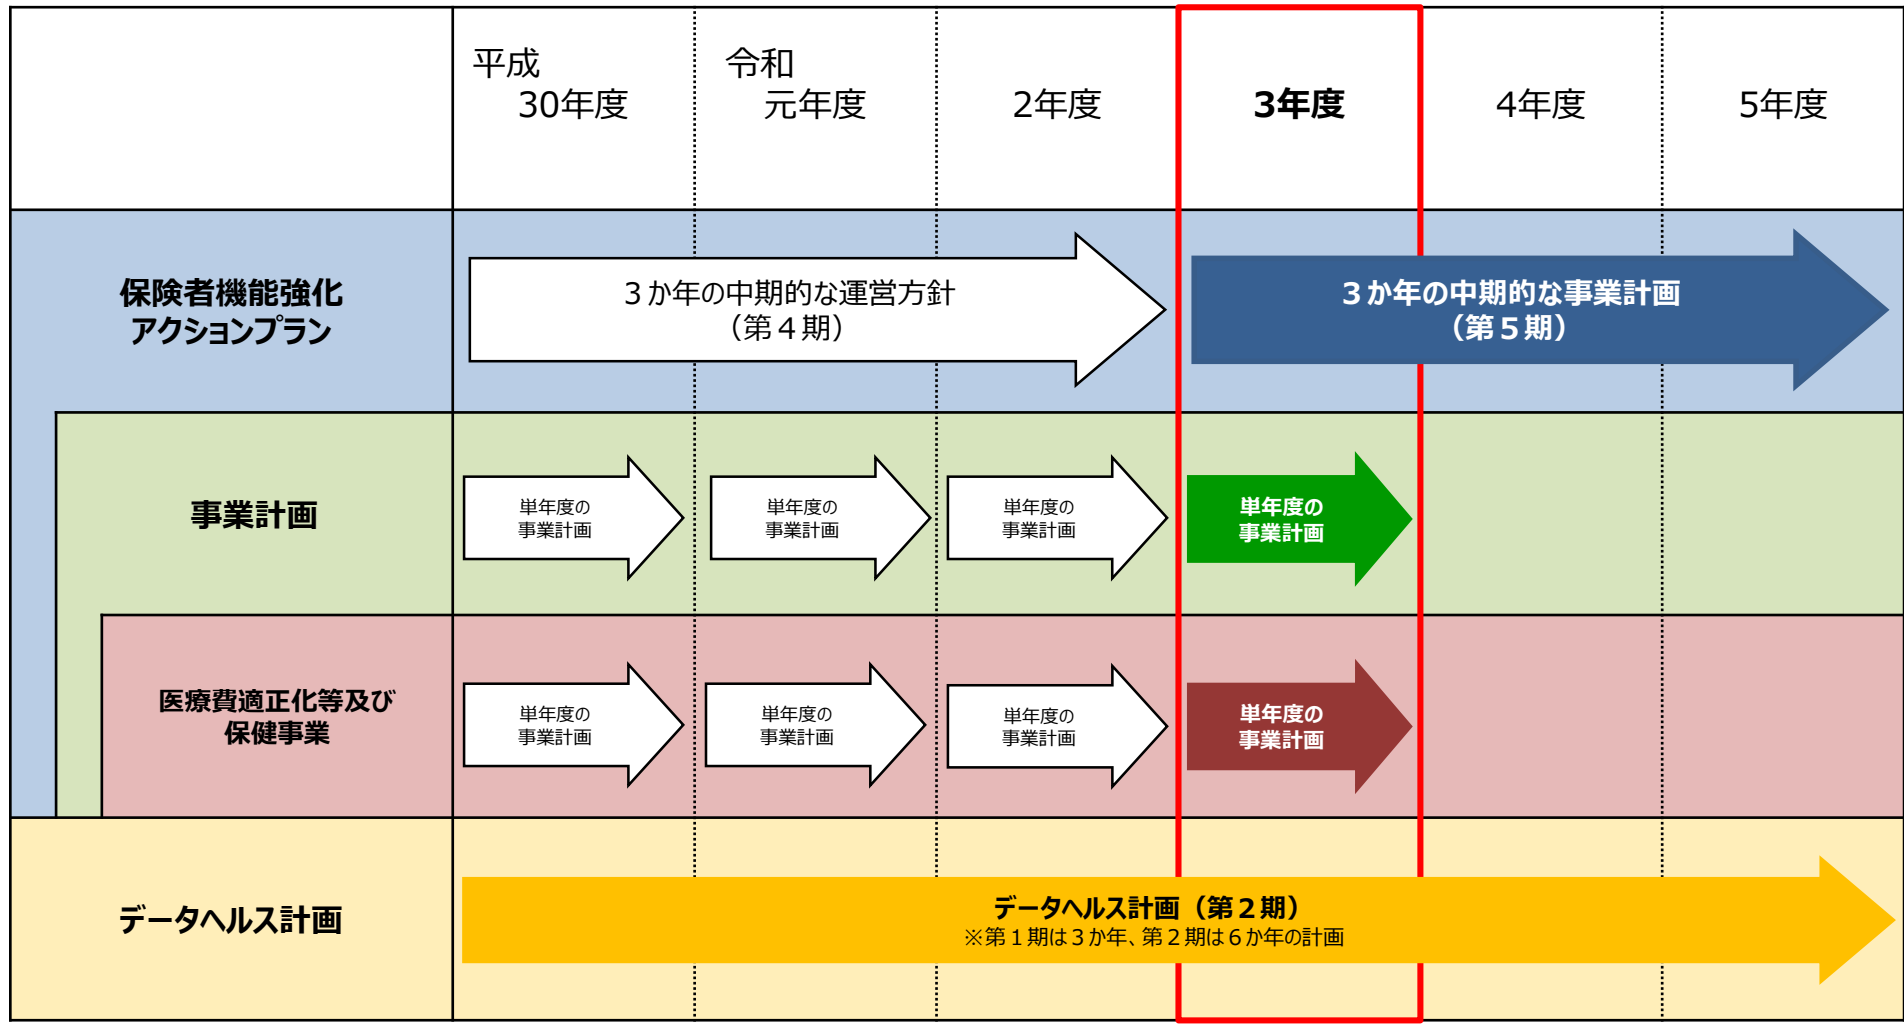 平成
30年度
令和
元年度
2年度
3年度
4年度
5年度
保険者機能強化
アクションプラン
３か年の中期的な運営方針
（第４期）
３か年の中期的な事業計画
（第５期）
事業計画
単年度の
事業計画
単年度の
事業計画
単年度の
事業計画
単年度の
事業計画
医療費適正化等及び
保健事業
単年度の
事業計画
単年度の
事業計画
単年度の
事業計画
単年度の
事業計画
データヘルス計画
データヘルス計画（第２期）
※第１期は３か年、第２期は６か年の計画